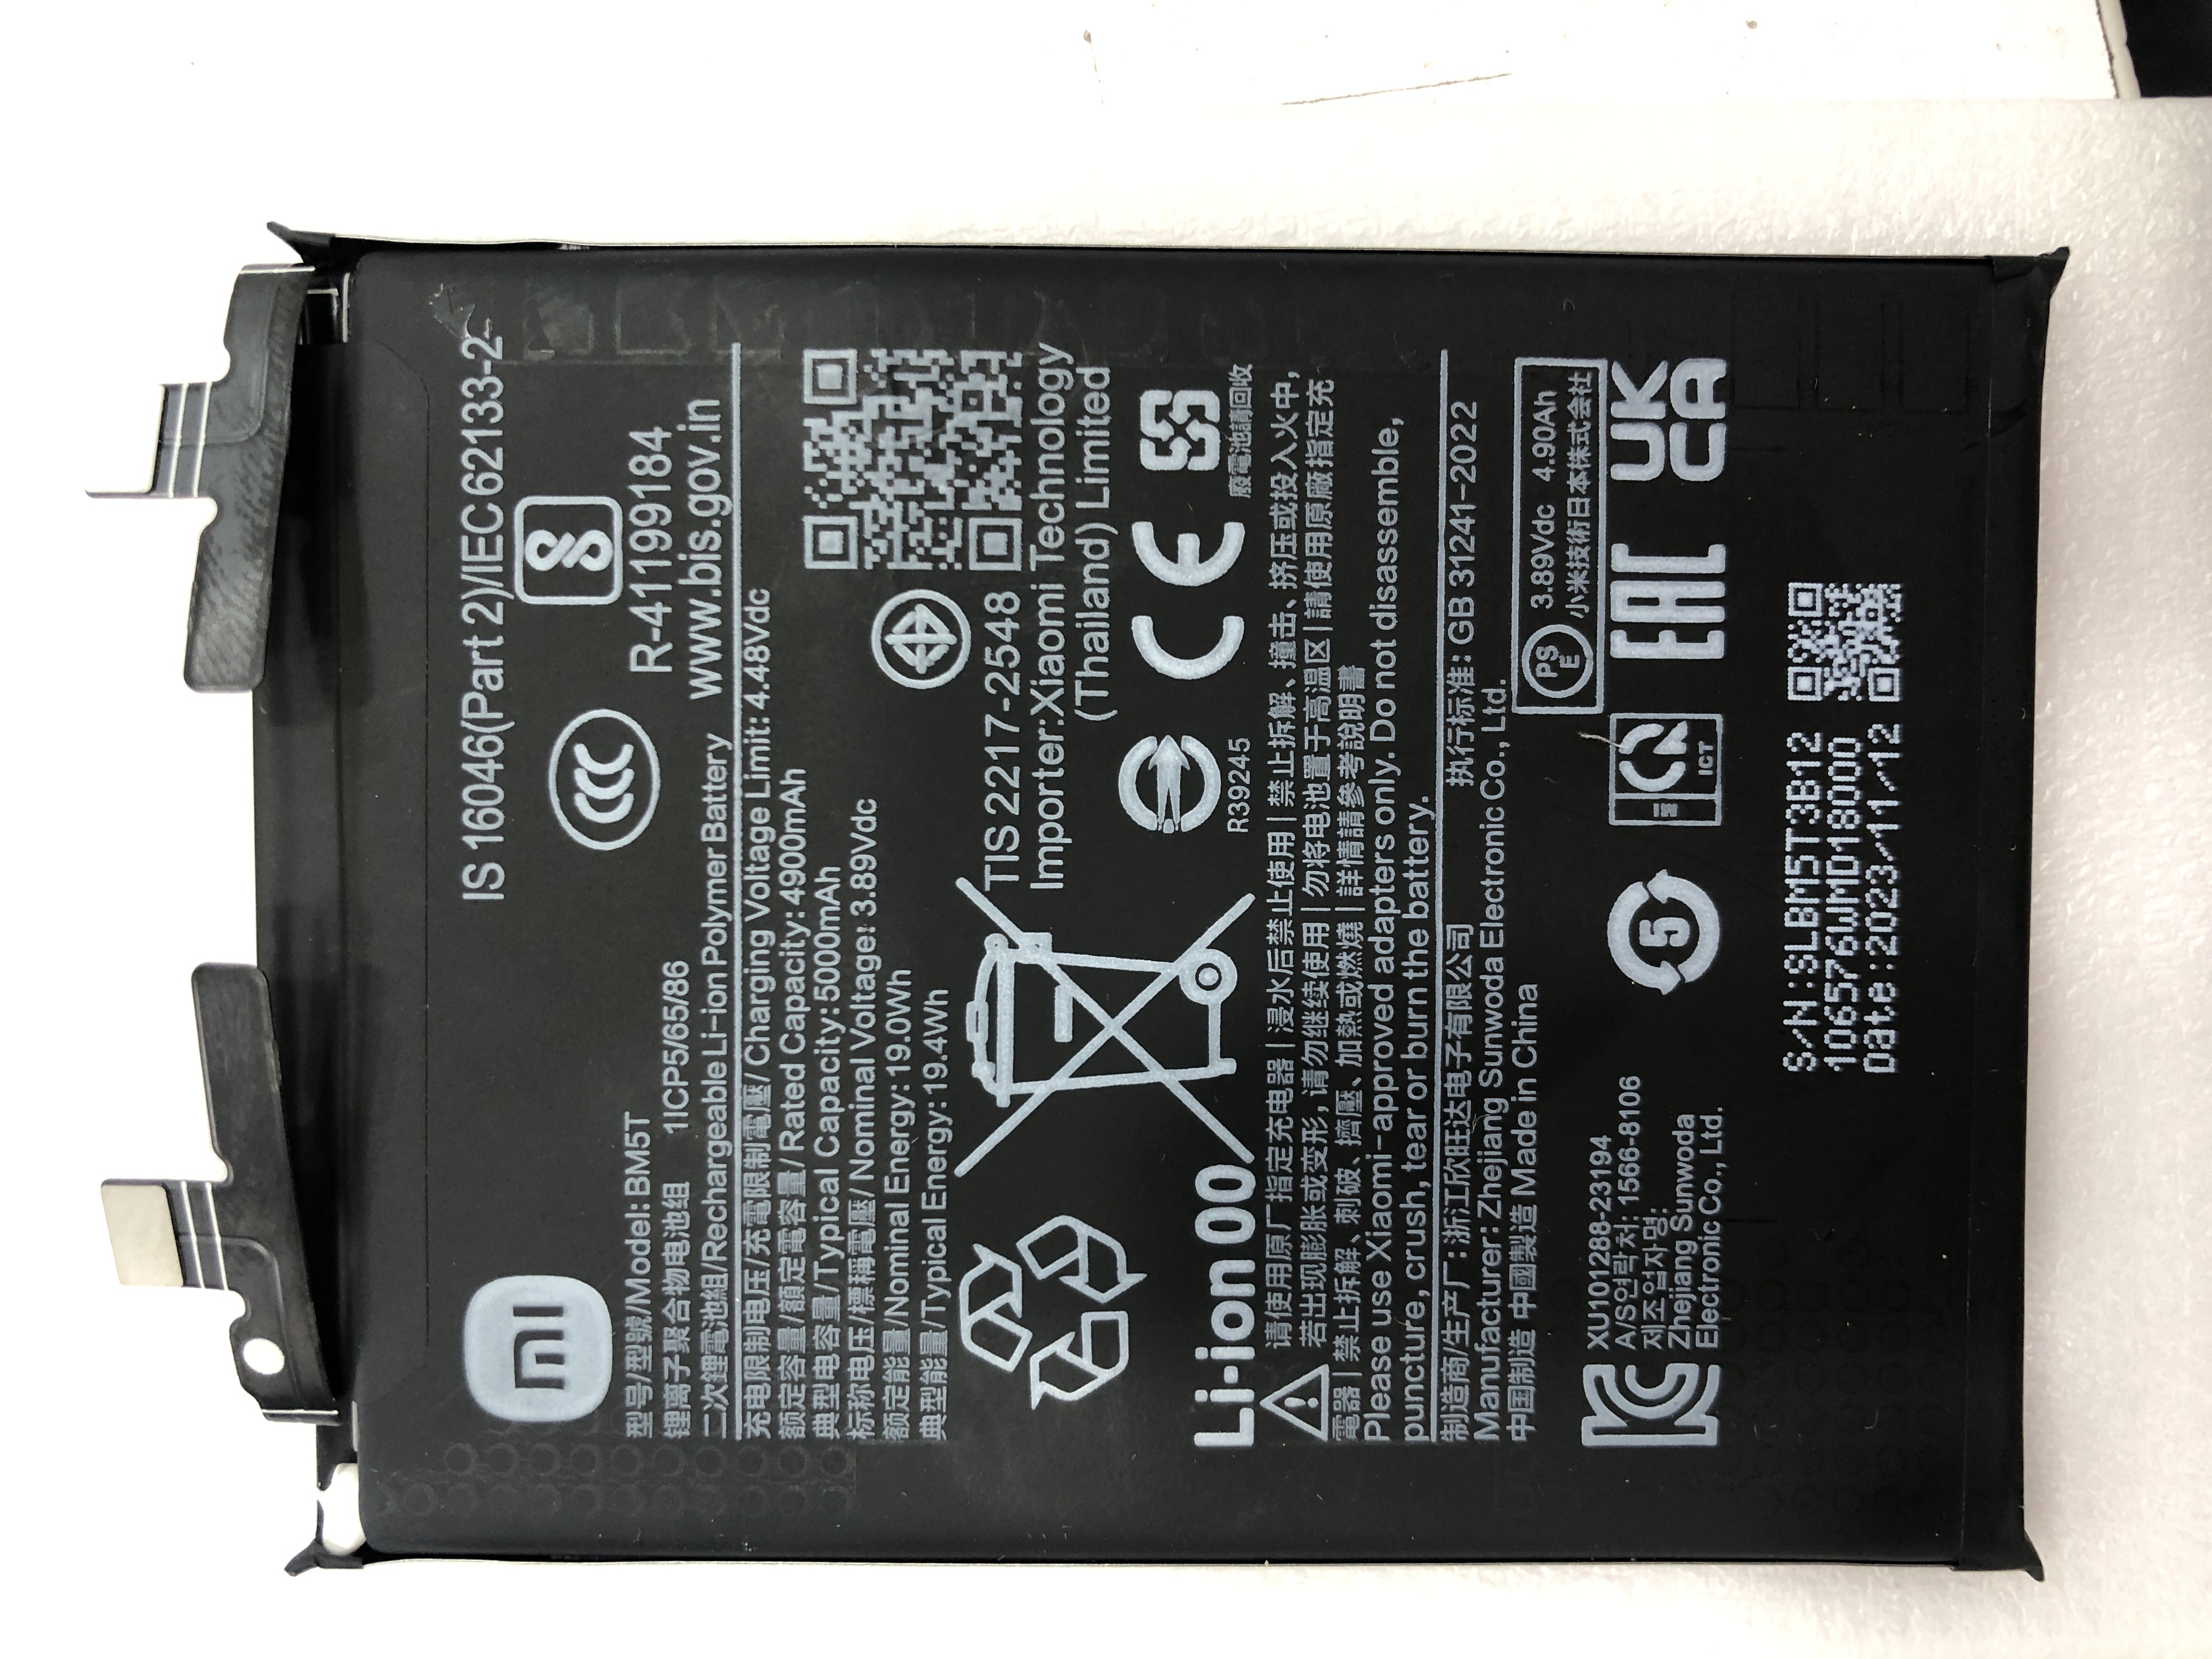 IS 16046(Part 2)/IEC 62133-2
R-41199184
www.bis.gov.in
型号/型號/Model: BM5T
锂离子聚合物电池组 1ICP5/65/86
二次鋰電池組/Rechargeable Li-ion Polymer Battery
充电限制电压/充電限制電壓/ Charging Voltage Limit: 4.48Vdc
额定容量/額定電容量/ Rated Capacity: 4900mAh
典型电容量/Typical Capacity: 5000mAh
标称电压/標稱電壓/ Nominal Voltage: 3.89Vdc
额定能量/Nominal Energy: 19.0Wh
典型能量/Typical Energy: 19.4Wh
TIS 2217-2548
Importer:Xiaomi Technology
(Thailand) Limited
Li-ion 00
R39245
廢電池請回收
请使用原厂指定充电器 | 浸水后禁止使用 | 禁止拆解、撞击、挤压或投入火中,
若出现膨胀或变形, 请勿继续使用 | 勿将电池置于高温区 | 請使用原廠指定充
電器 | 禁止拆解、刺破、擠壓、加熱或燃燒 | 詳情請參考說明書
Please use Xiaomi-approved adapters only. Do not disassemble,
puncture, crush, tear or burn the battery.
制造商/生产厂: 浙江欣旺达电子有限公司 执行标准: GB 31241-2022
Manufacturer: Zhejiang Sunwoda Electronic Co., Ltd.
中国制造 中國製造 Made in China
PS
E
3.89Vdc 4.90Ah
小米技術日本株式会社
XU101288-23194
A/S연락처: 1566-8106
제조업자명:
Zhejiang Sunwoda
Electronic Co., Ltd.
5
ICT
EAC
UK
CA
S/N:SLBM5T3B12
106576WMD18000
Date:2023/11/12